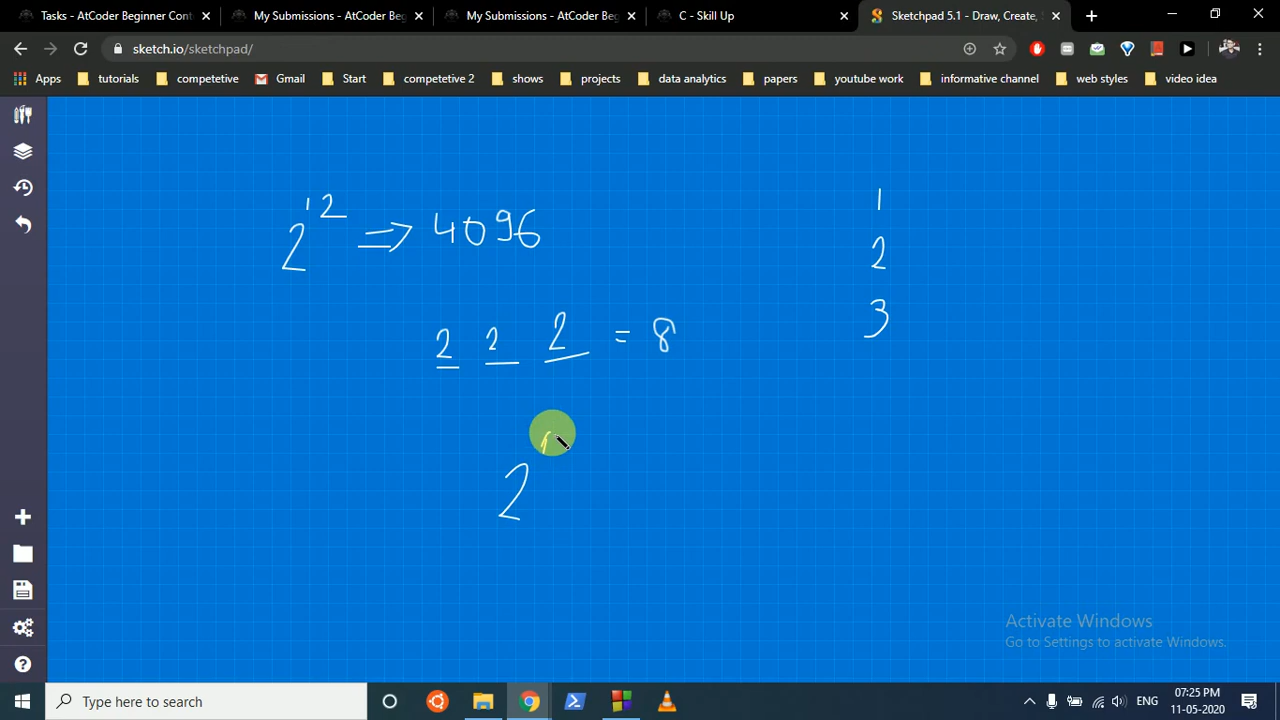 Tasks - AtCoder Beginner Cont
My Submissions - AtCoder Beg
My Submissions - AtCoder Beg
C - Skill Up
Sketchpad 5.1 - Draw, Create,
sketch.io/sketchpad/
Apps tutorials competetive Gmail Start competetive 2 shows projects data analytics papers youtube work informative channel web styles video idea
2^12 => 4096
1
2
3
2 2 2 = 8
2
Activate Windows
Go to Settings to activate Windows.
Type here to search
ENG
07:25 PM
11-05-2020